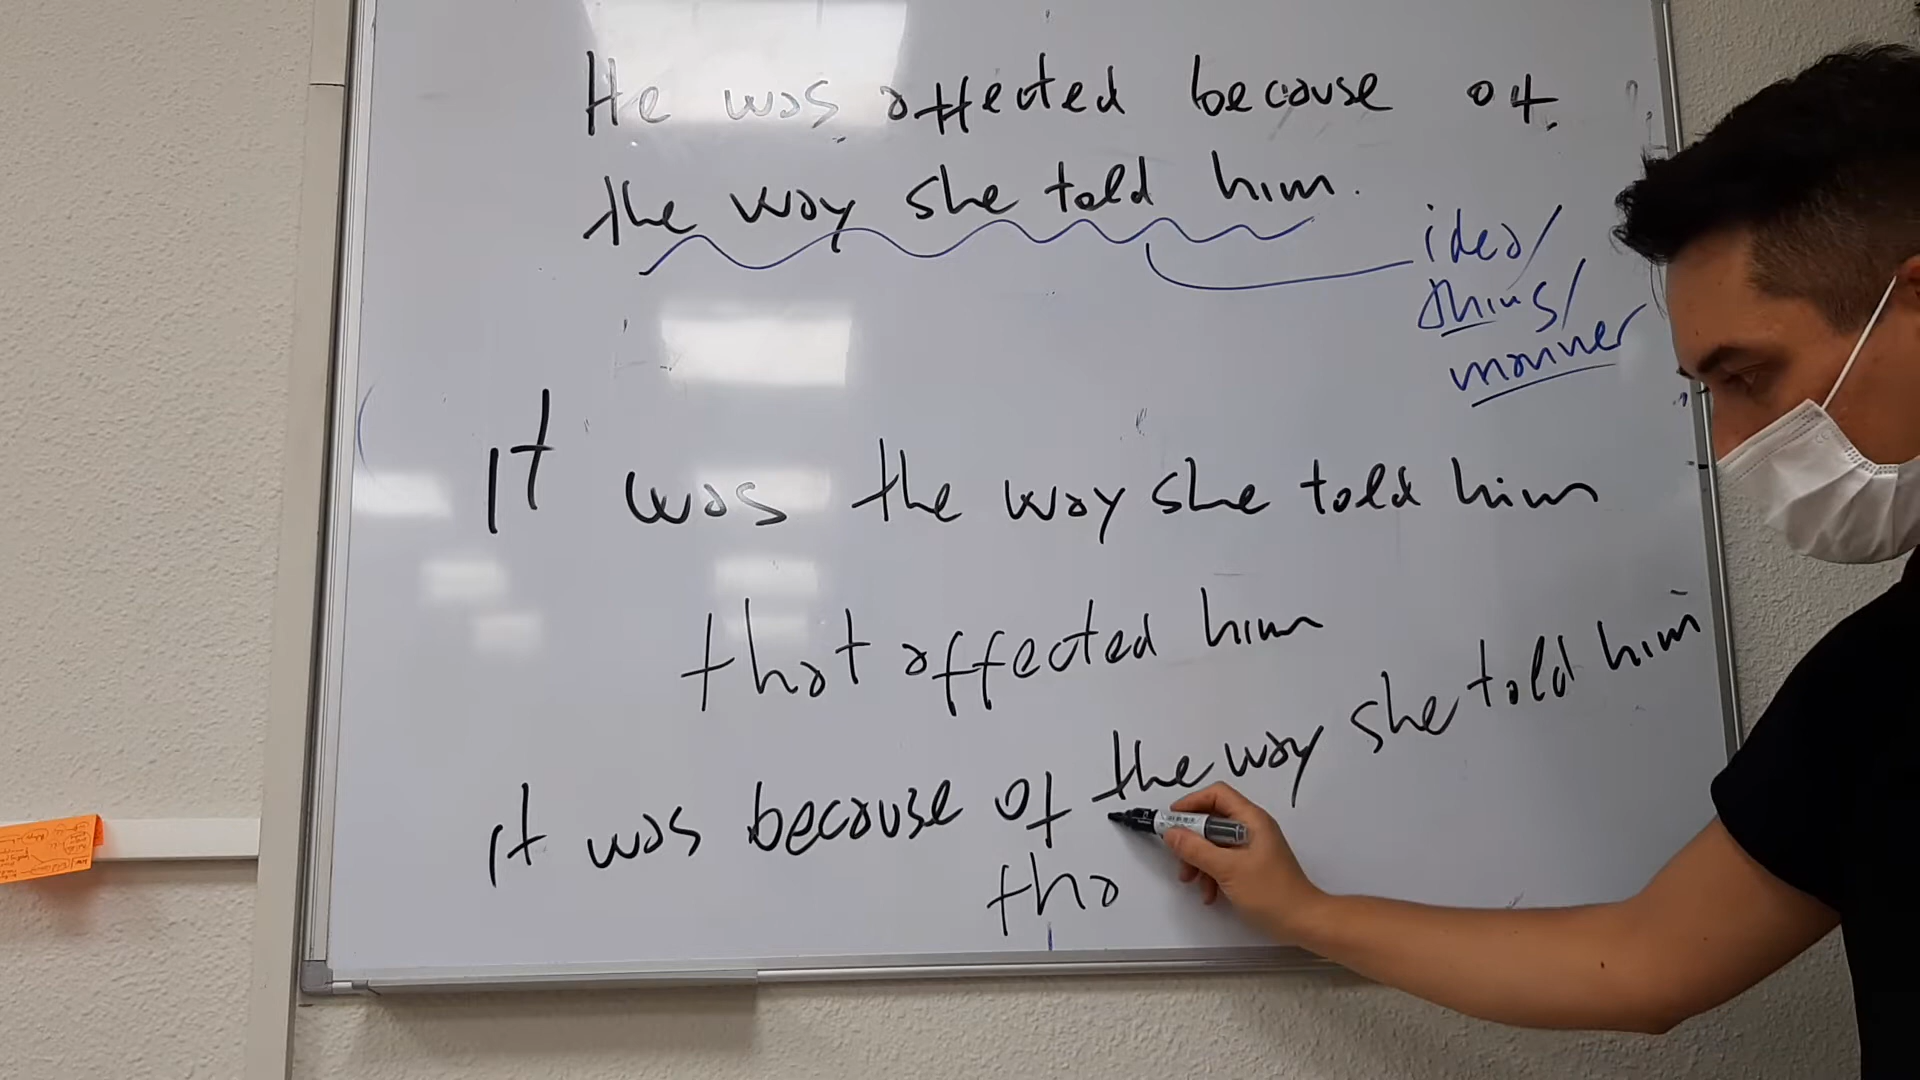 He was affected because of
the way she told him.
idea/
thing/
manner
It was the way she told him
that affected him
It was because of the way she told him
tha